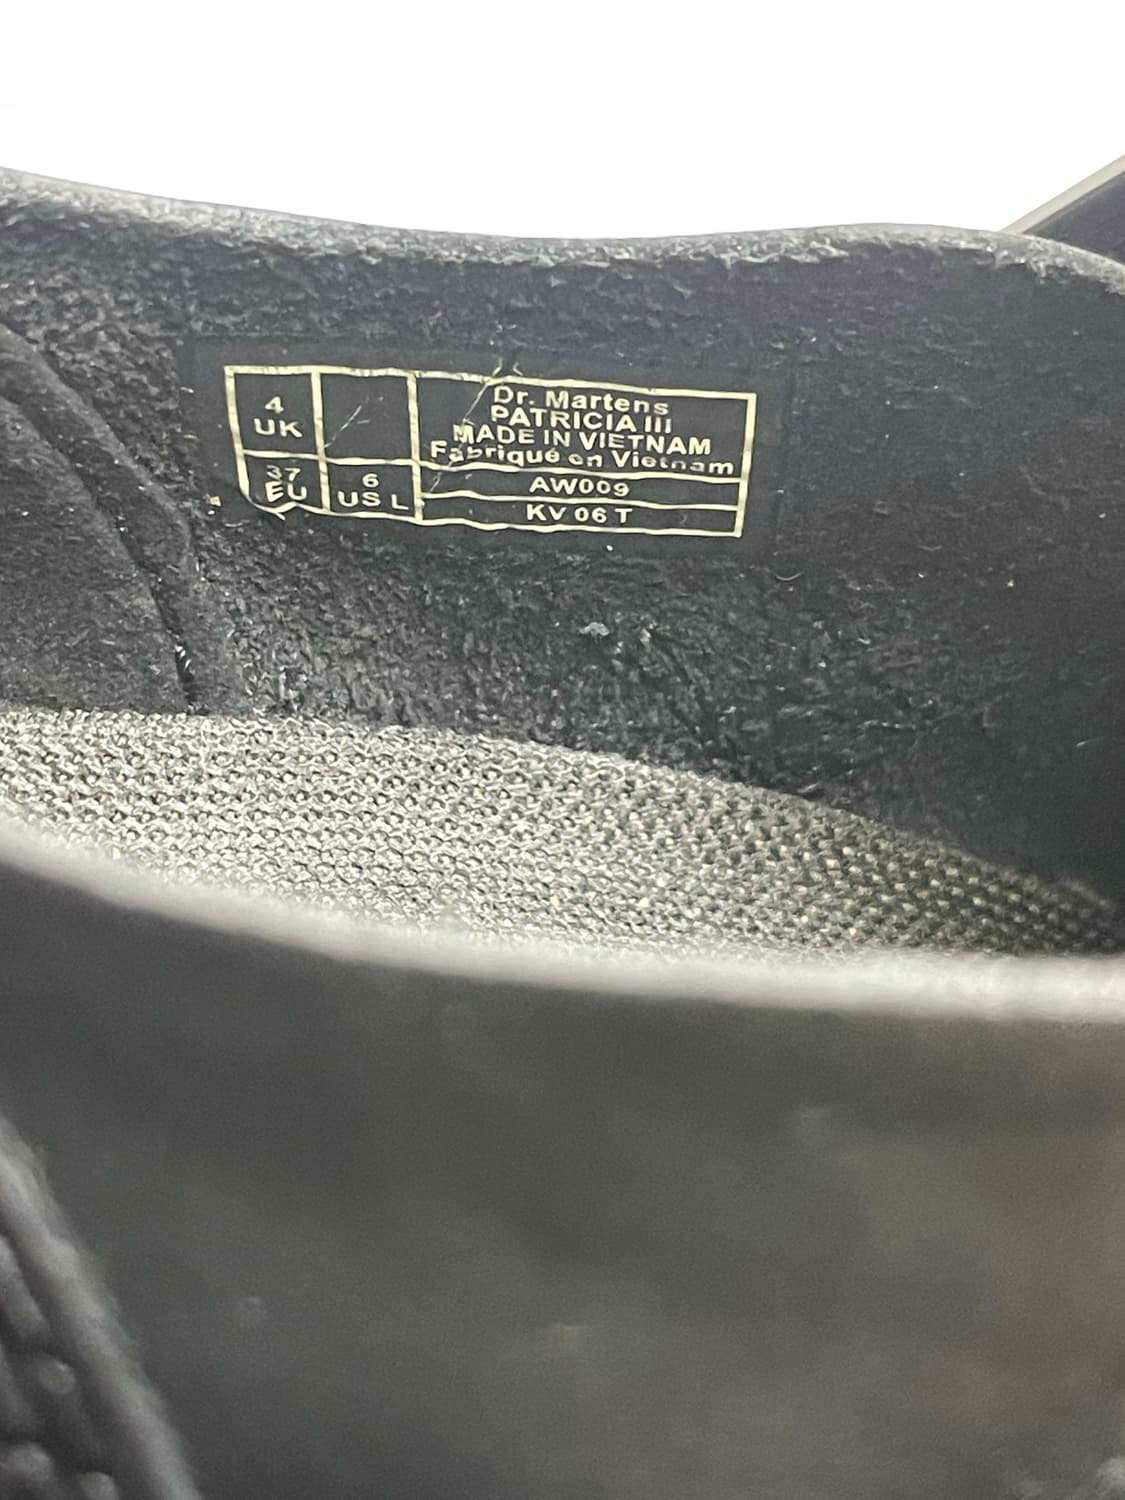 4
UK
37
EU
6
US L
Dr. Martens
PATRICIA III
MADE IN VIETNAM
Fabriqué en Vietnam
AW009
KV 06 T